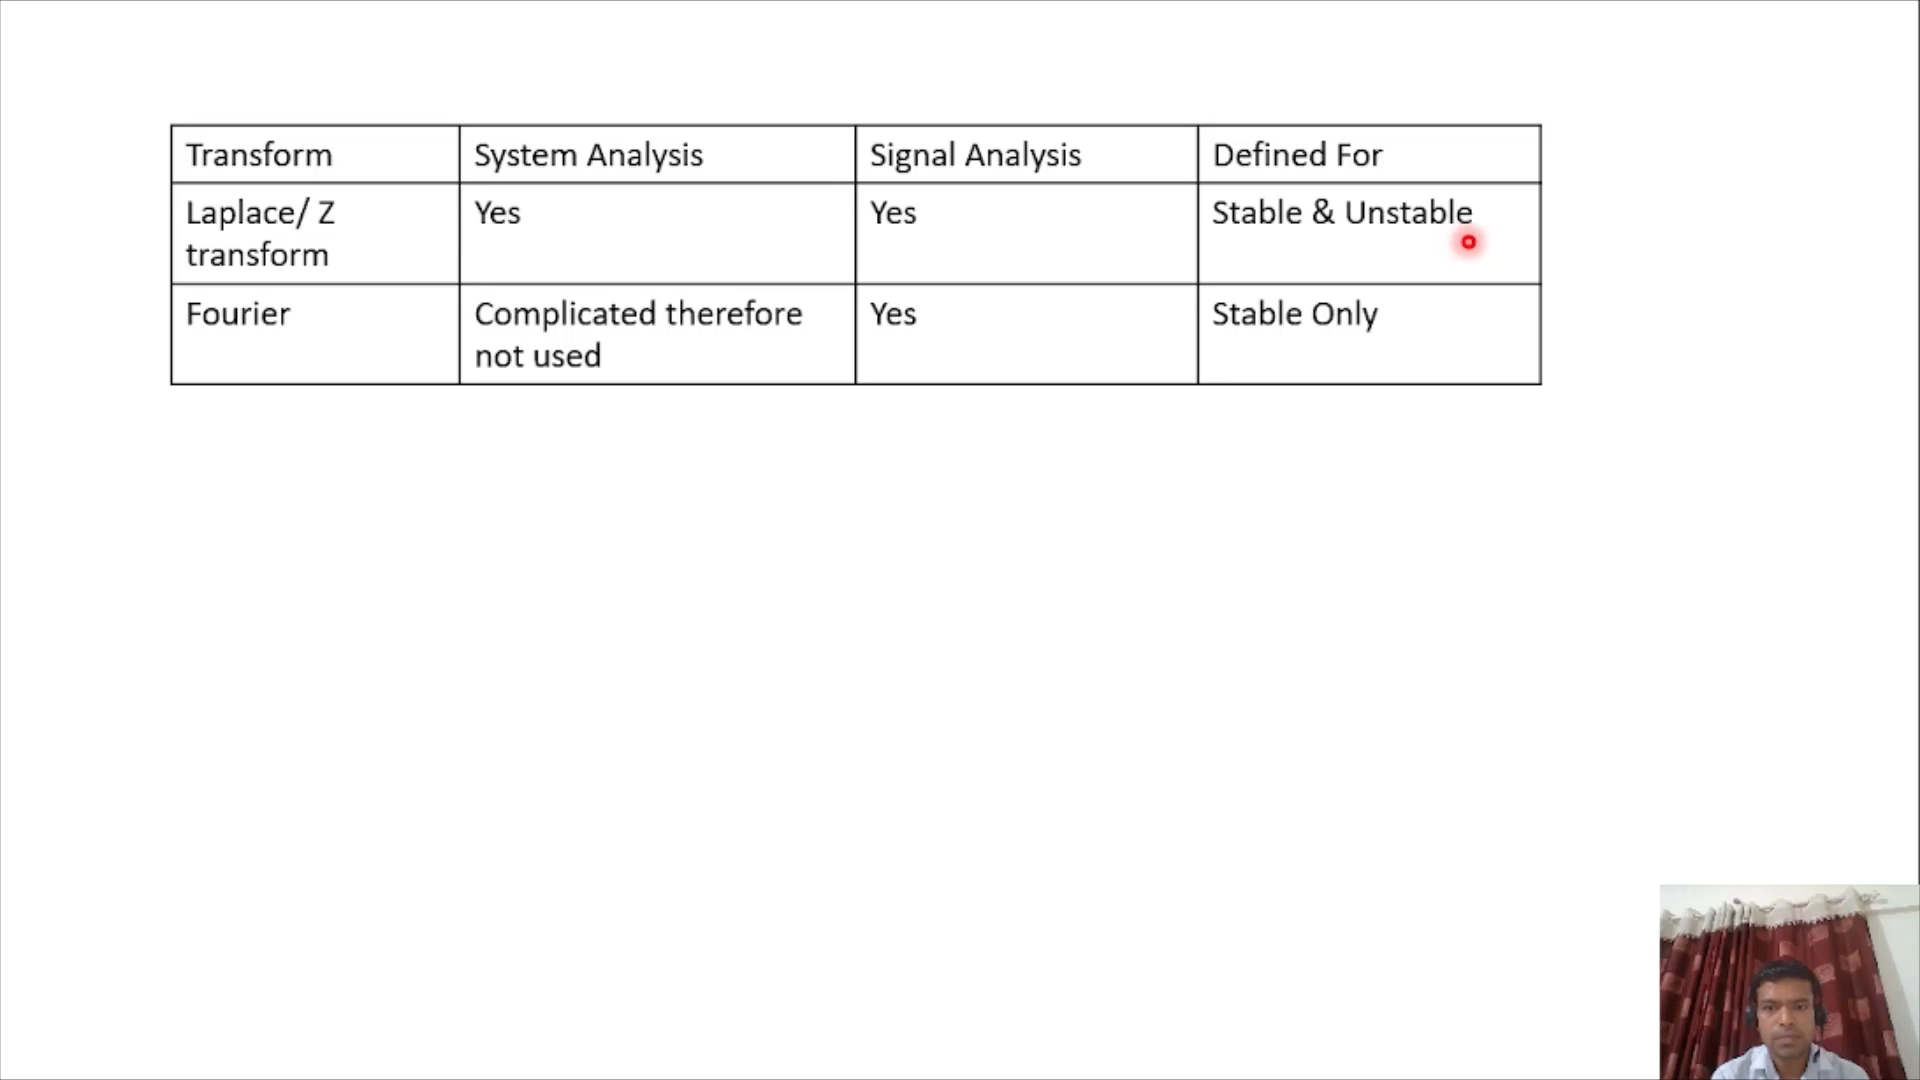 Transform System Analysis Signal Analysis Defined For
Laplace/ Z Yes Yes Stable & Unstable
transform
Fourier Complicated therefore Yes Stable Only
not used